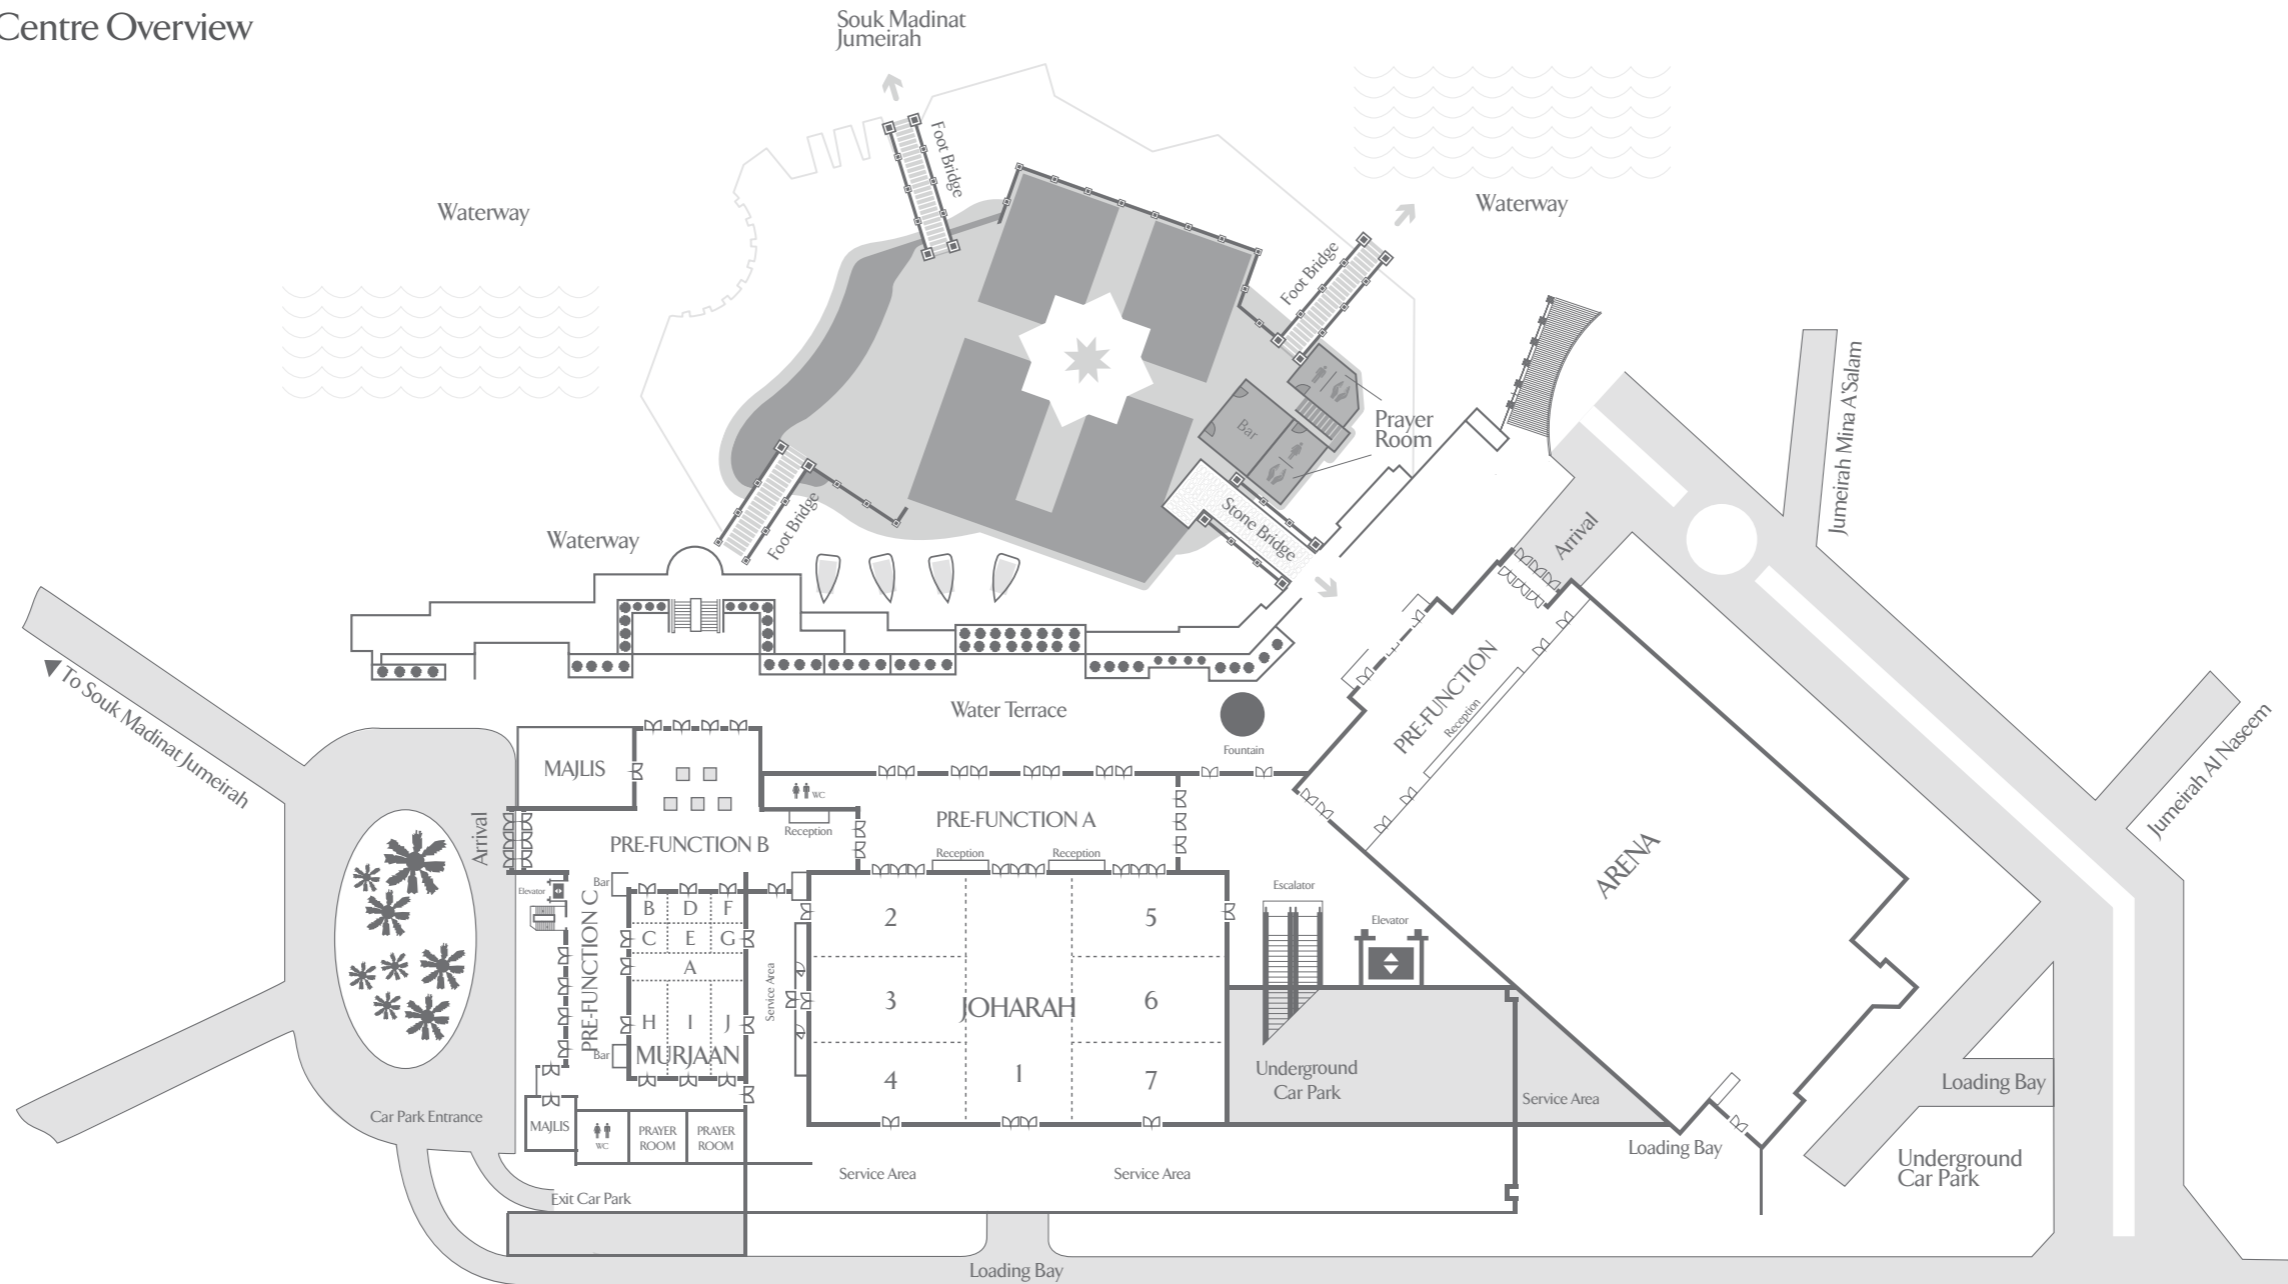 Centre Overview
Souk Madinat
Jumeirah
Foot Bridge
Waterway
Waterway
Foot Bridge
Jumeirah Mina A'Salam
Prayer
Room
Bar
Stone Bridge
Foot Bridge
Waterway
Arrival
To Souk Madinat Jumeirah
Water Terrace
Fountain
PRE-FUNCTION
Reception
Jumeirah Al Naseem
MAJLIS
WC
Reception
Arrival
PRE-FUNCTION B
PRE-FUNCTION A
Reception
Reception
ARENA
Elevator
Bar
PRE-FUNCTION C
B
D
F
C
E
G
A
H
I
J
MURJAAN
Bar
Service Area
2
5
3
JOHARAH
6
4
1
7
Escalator
Elevator
Underground
Car Park
Service Area
Loading Bay
Loading Bay
Underground
Car Park
Car Park Entrance
MAJLIS
WC
PRAYER
ROOM
PRAYER
ROOM
Service Area
Service Area
Exit Car Park
Loading Bay